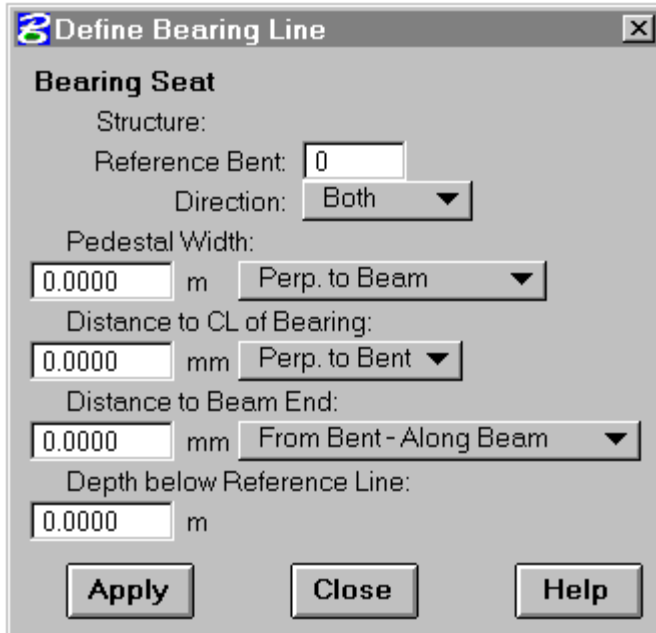 Define Bearing Line
Bearing Seat
Structure:
Reference Bent: 0
Direction: Both
Pedestal Width:
0.0000 m Perp. to Beam
Distance to CL of Bearing:
0.0000 mm Perp. to Bent
Distance to Beam End:
0.0000 mm From Bent - Along Beam
Depth below Reference Line:
0.0000 m
Apply Close Help